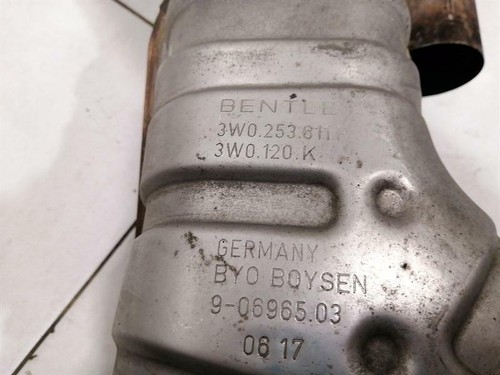 BENTLE
3W0.253.611
3W0.120.K
GERMANY
BYO BOYSEN
9-06965.03
06 17